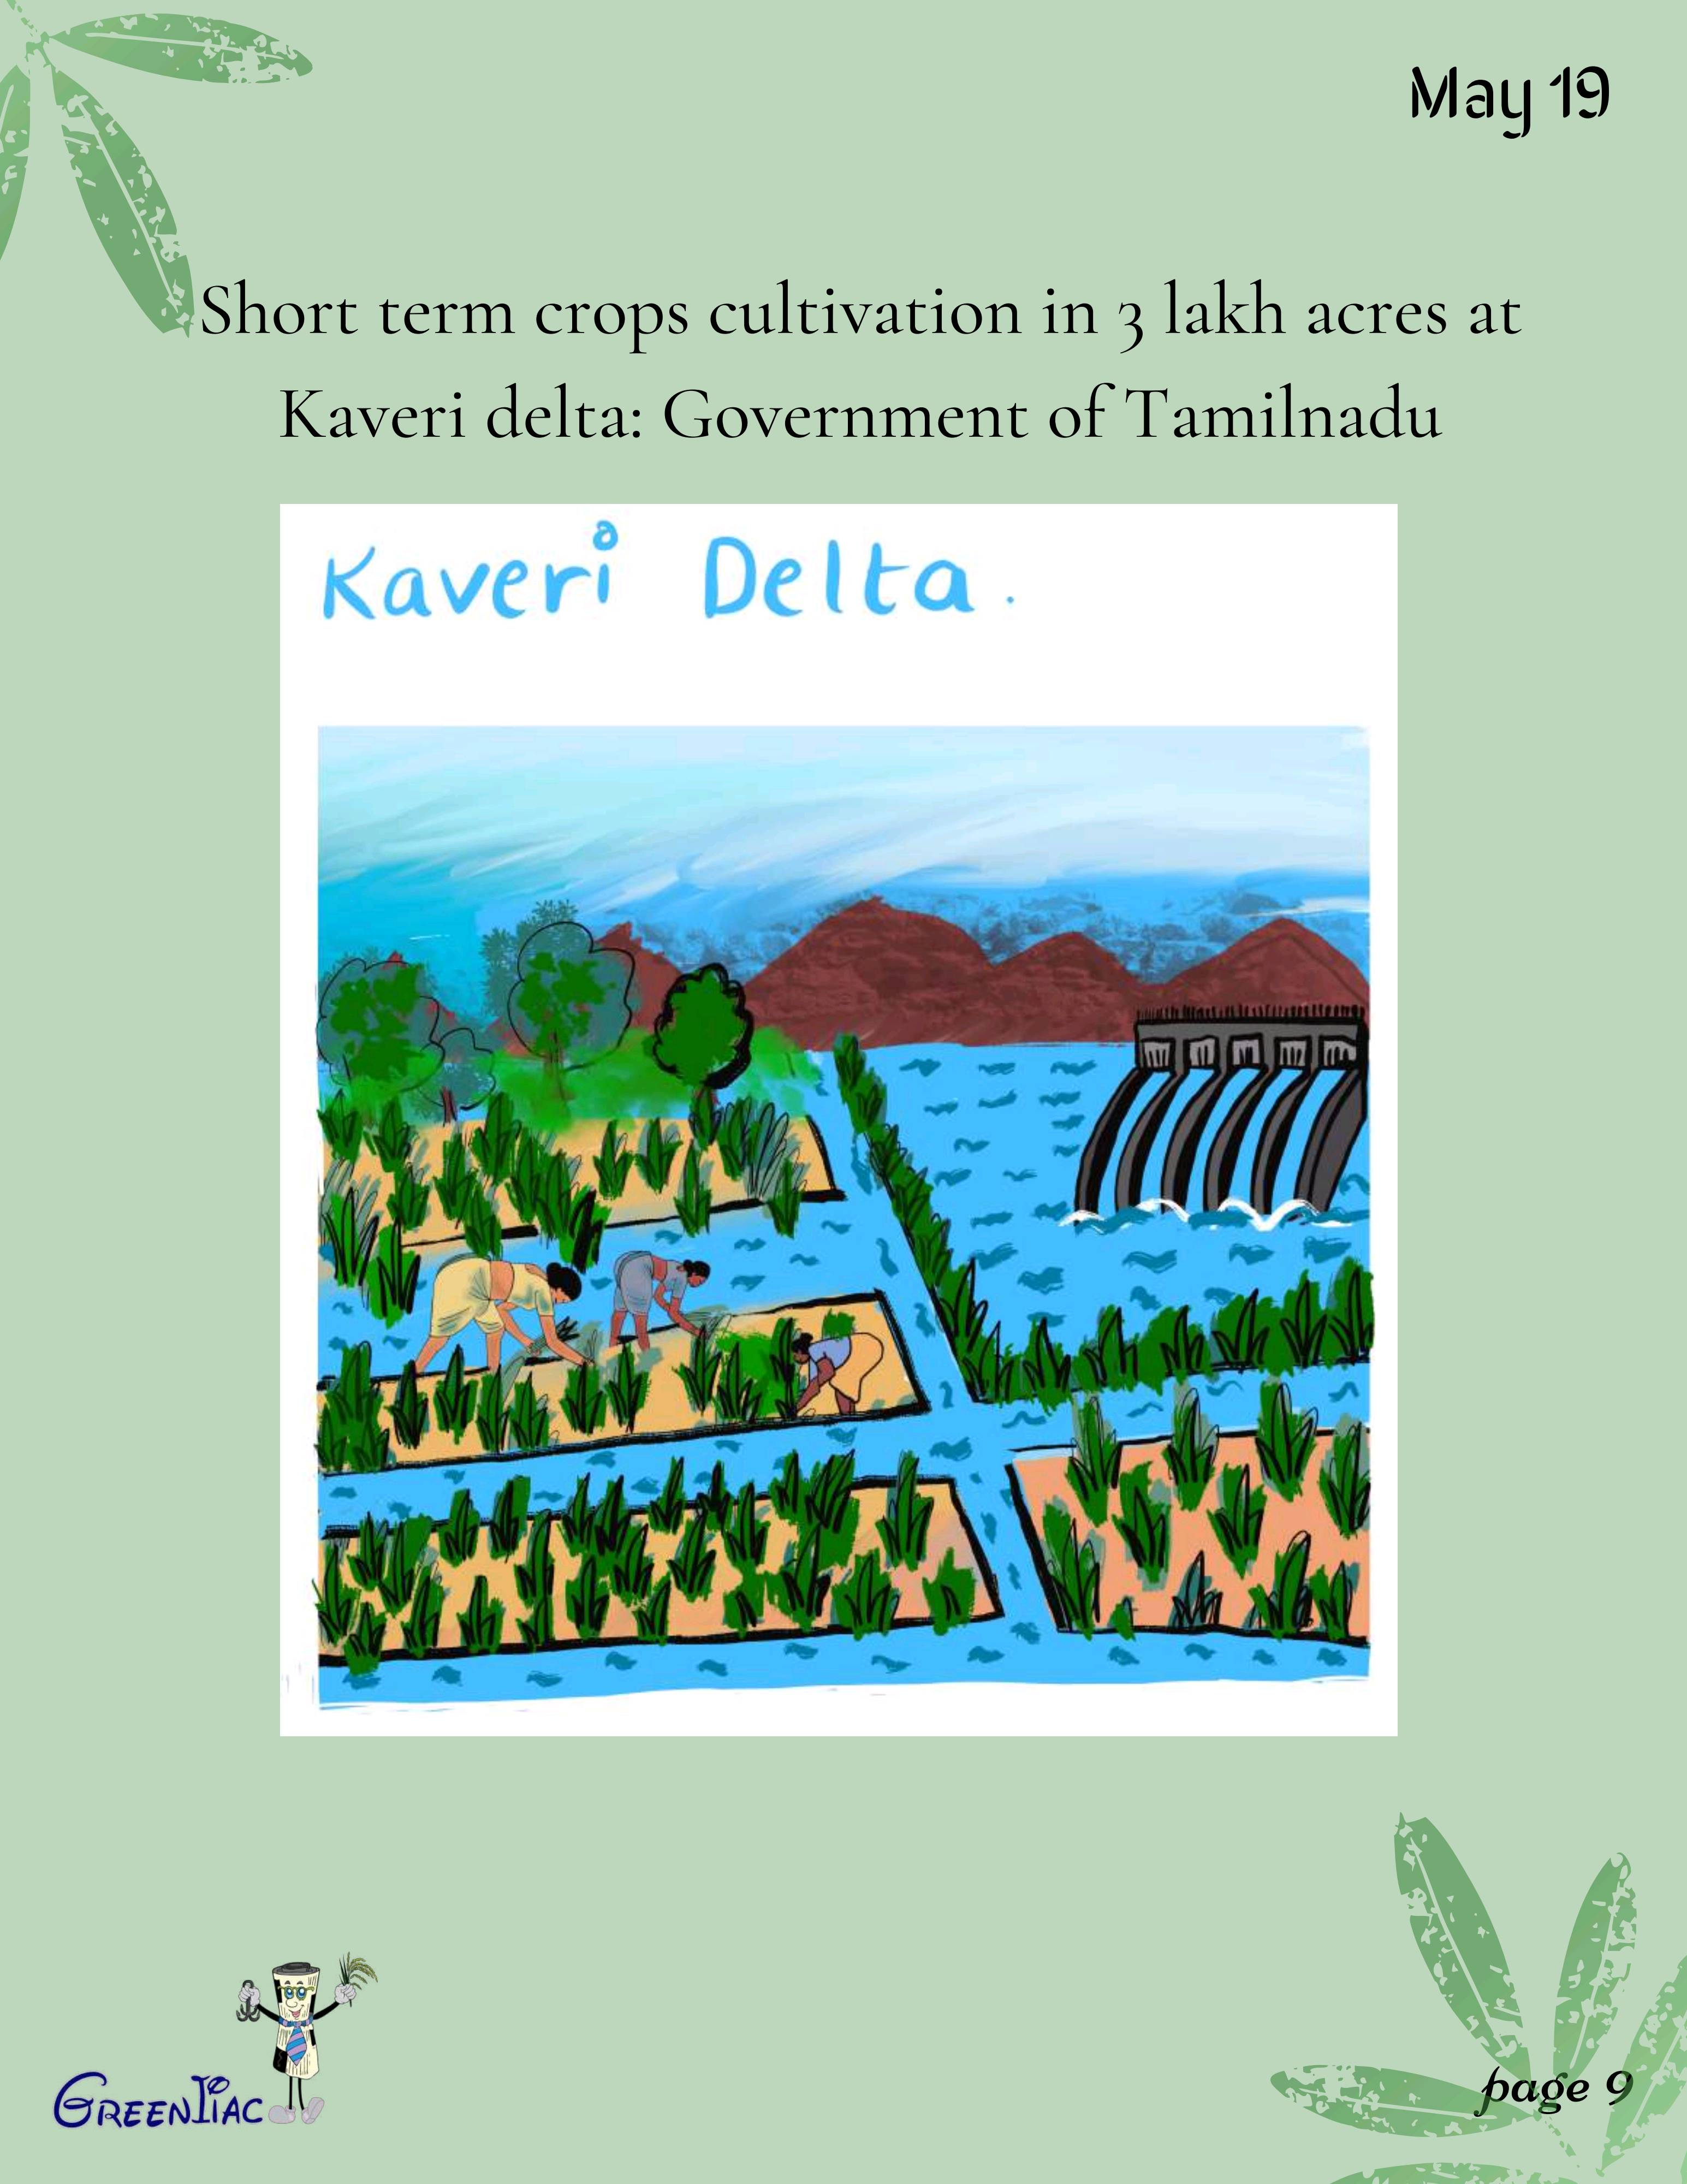 May 19
Short term crops cultivation in 3 lakh acres at
Kaveri delta: Government of Tamilnadu
Kaveri Delta.
GREENIIAC
page 9